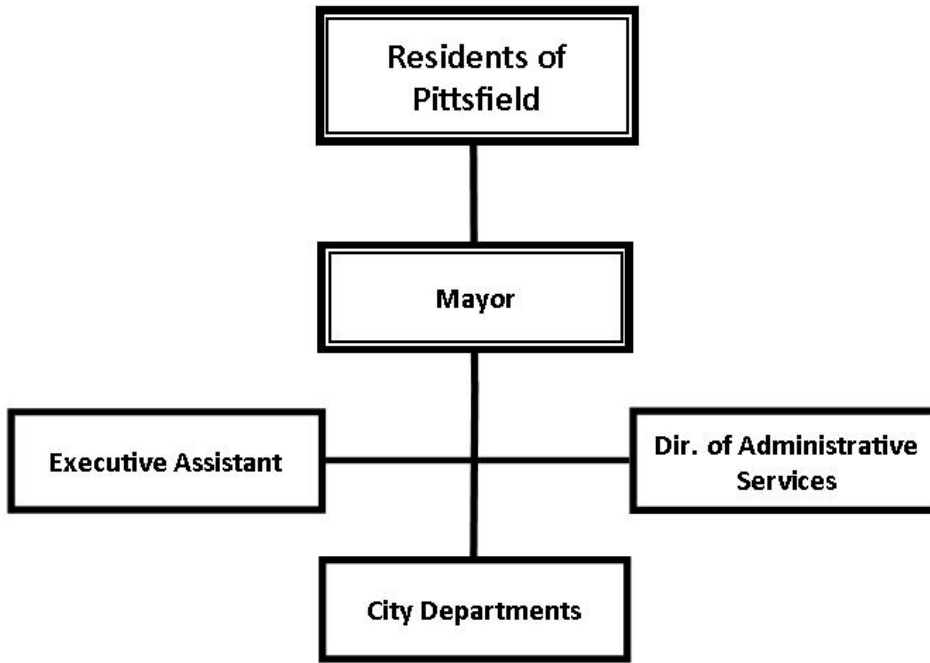 Residents of
Pittsfield
Mayor
Executive Assistant
Dir. of Administrative
Services
City Departments